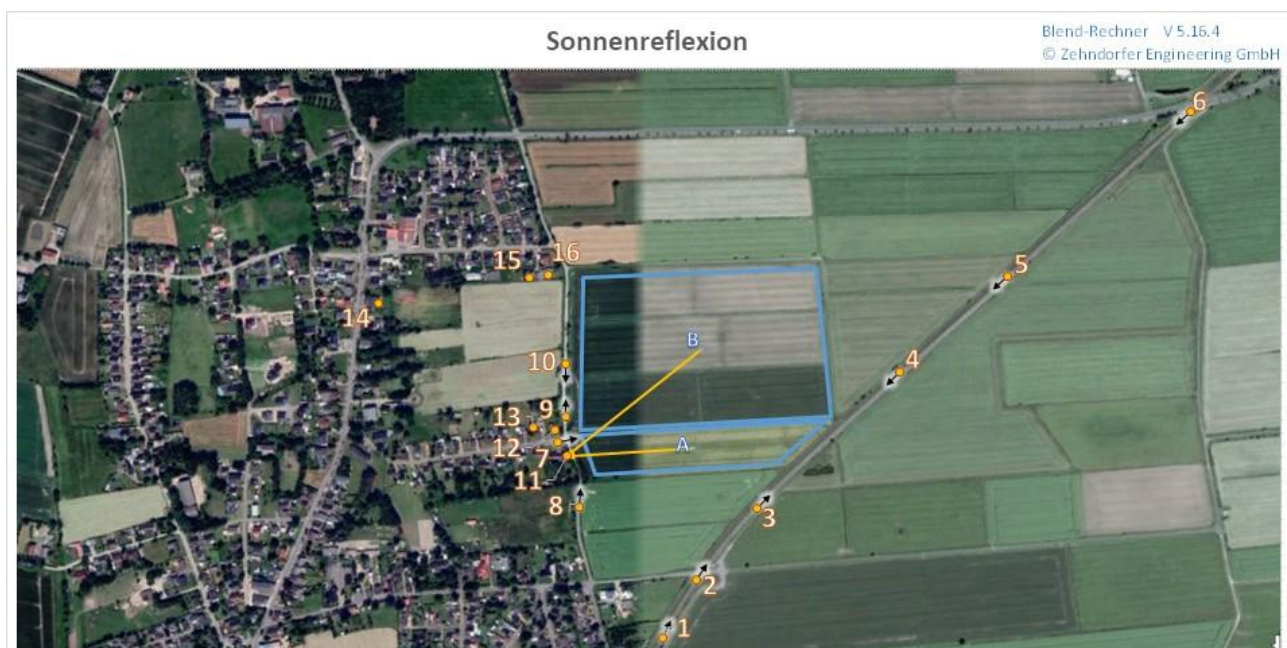 Sonnenreflexion
Blend-Rechner V 5.16.4
© Zehndorfer Engineering GmbH
6
15 16
5
14
B
10
4
13 9
A
12 7
11
8
3
2
1